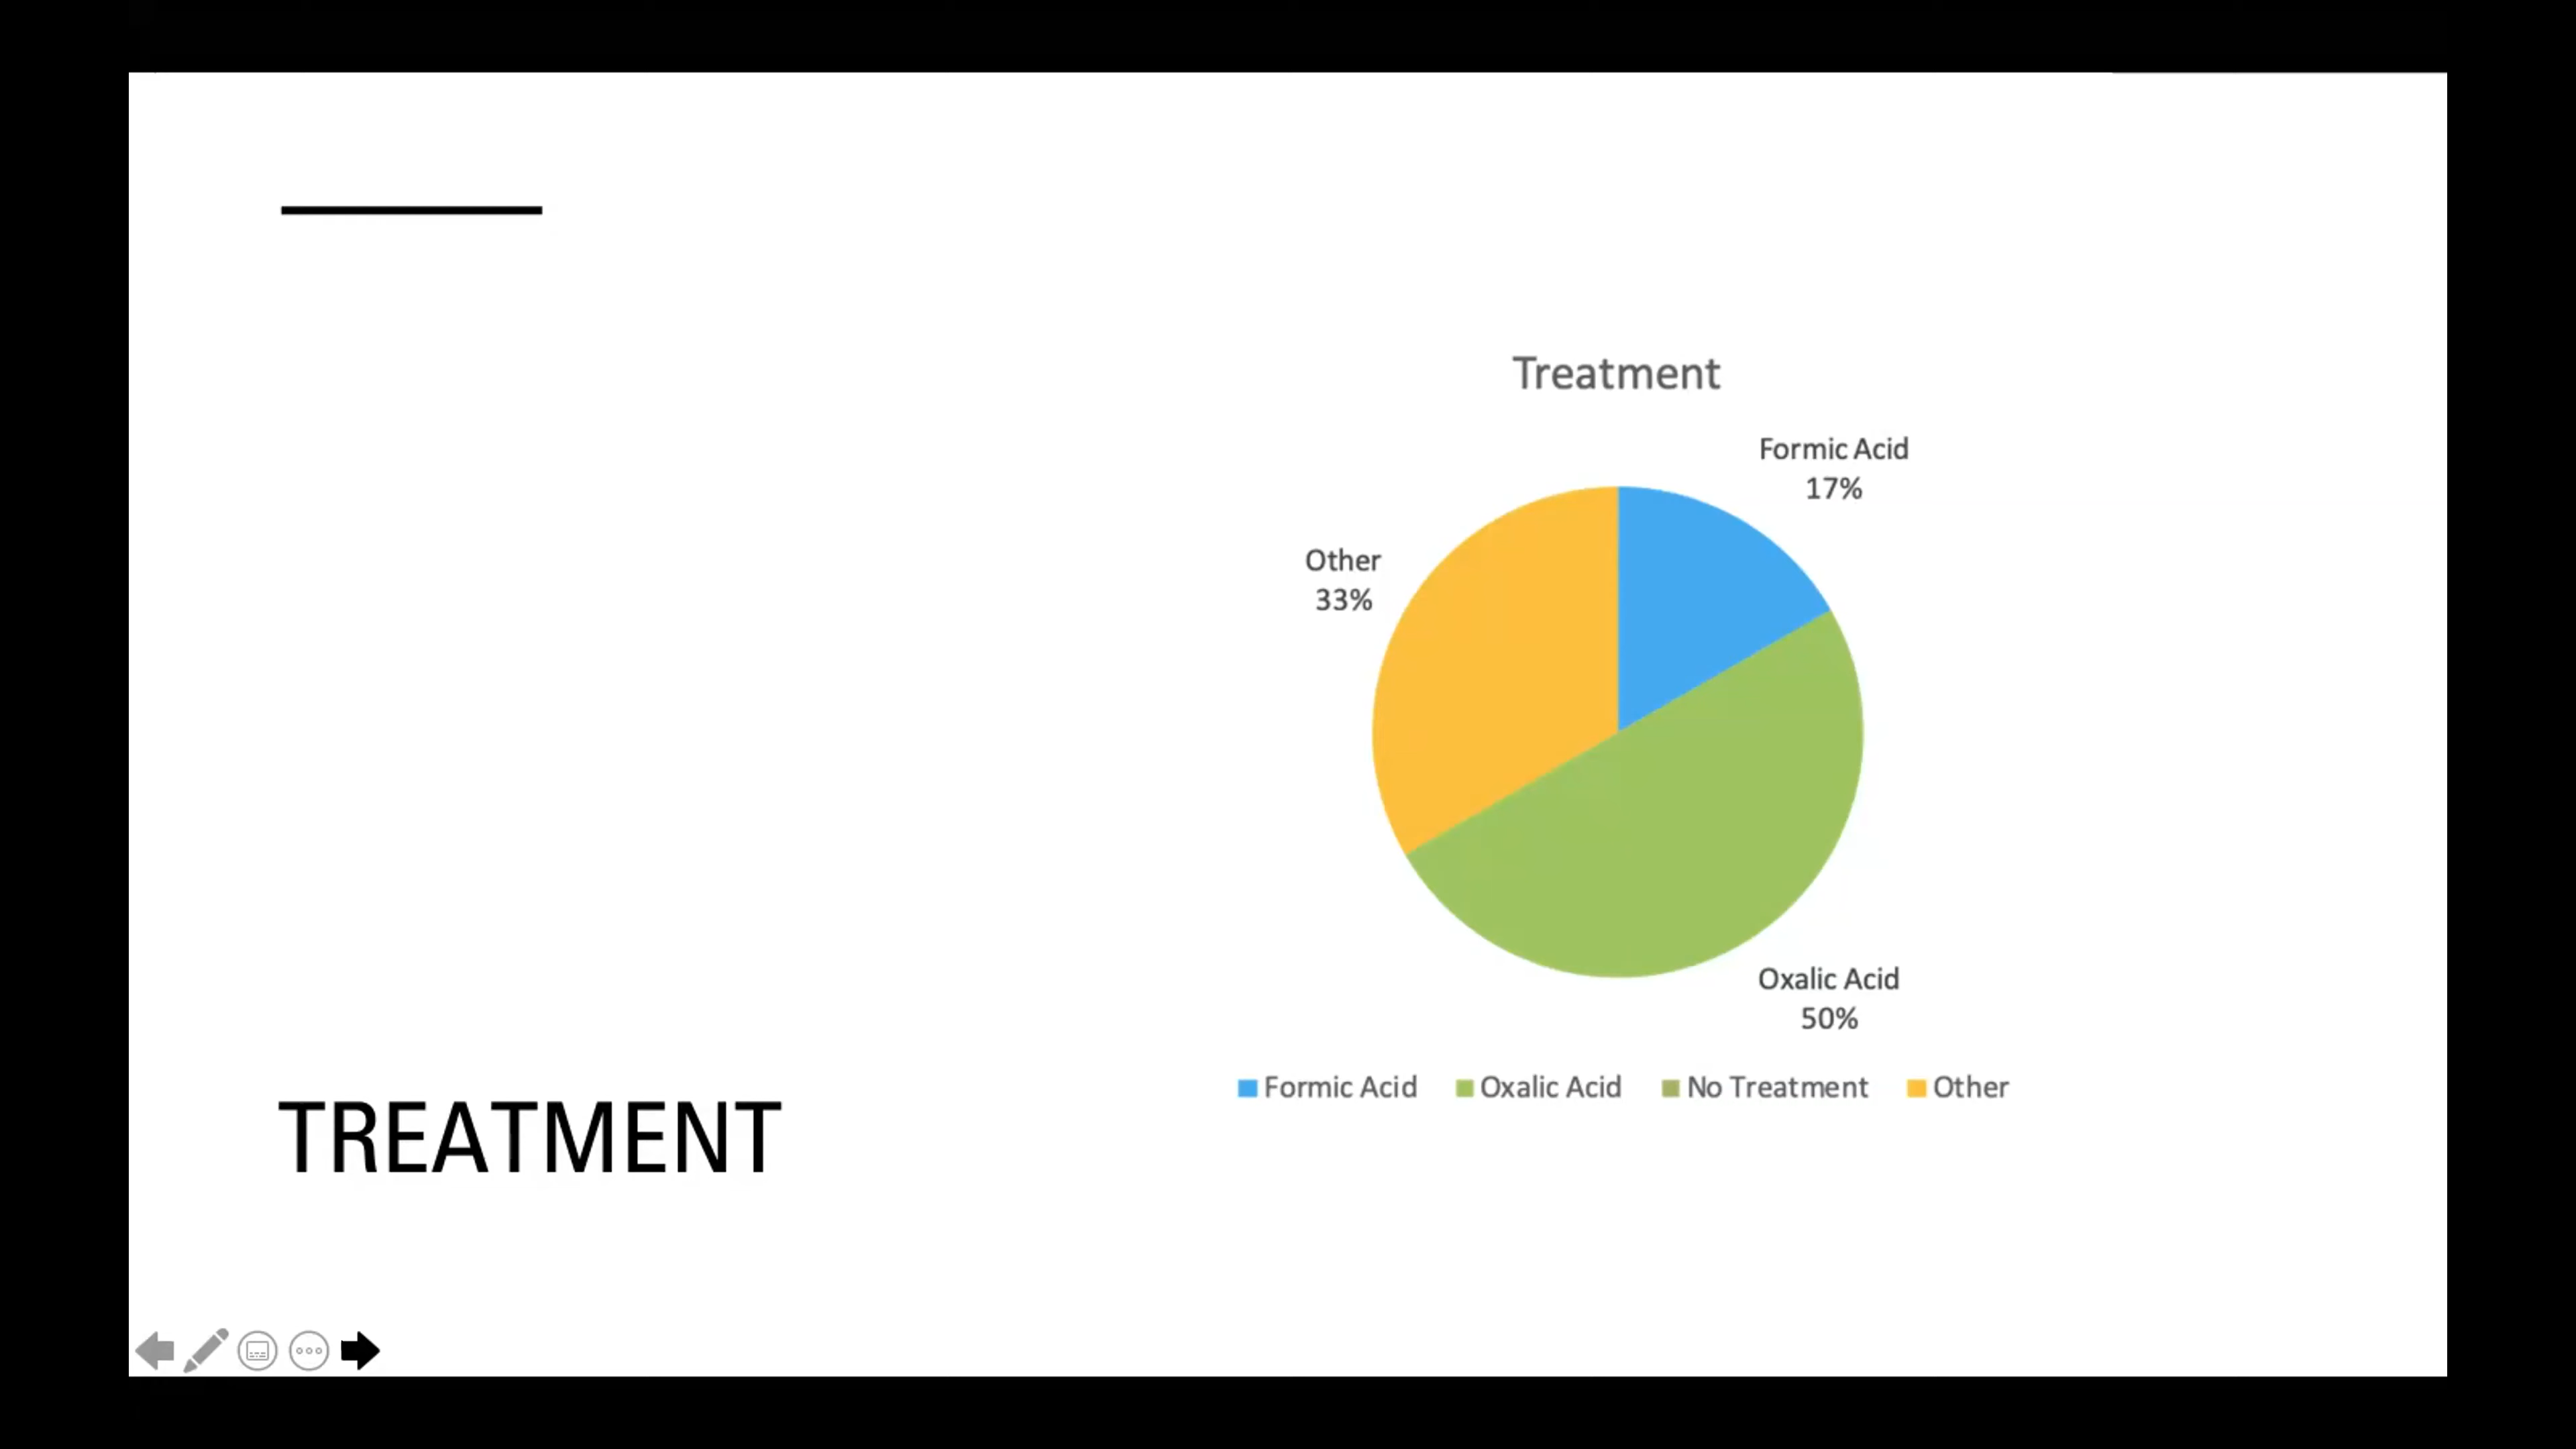 Treatment
Formic Acid
17%
Other
33%
Oxalic Acid
50%
Formic Acid Oxalic Acid No Treatment Other
TREATMENT